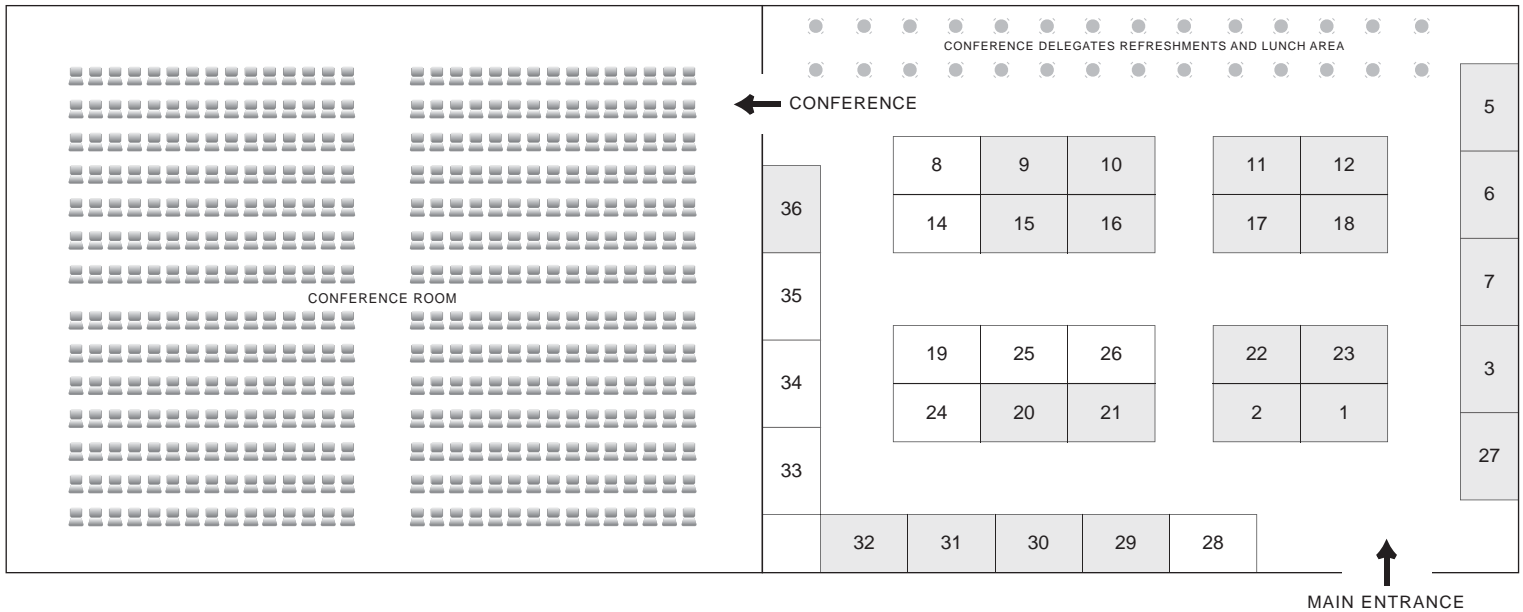 CONFERENCE DELEGATES REFRESHMENTS AND LUNCH AREA
CONFERENCE
5
8 9 10 11 12
6
36
14 15 16 17 18
7
35
CONFERENCE ROOM
19 25 26 22 23
3
34
24 20 21 2 1
27
33
32 31 30 29 28
MAIN ENTRANCE